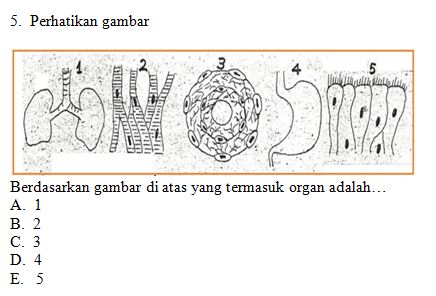 5. Perhatikan gambar
1 2 3 4 5
Berdasarkan gambar di atas yang termasuk organ adalah…
A. 1
B. 2
C. 3
D. 4
E. 5